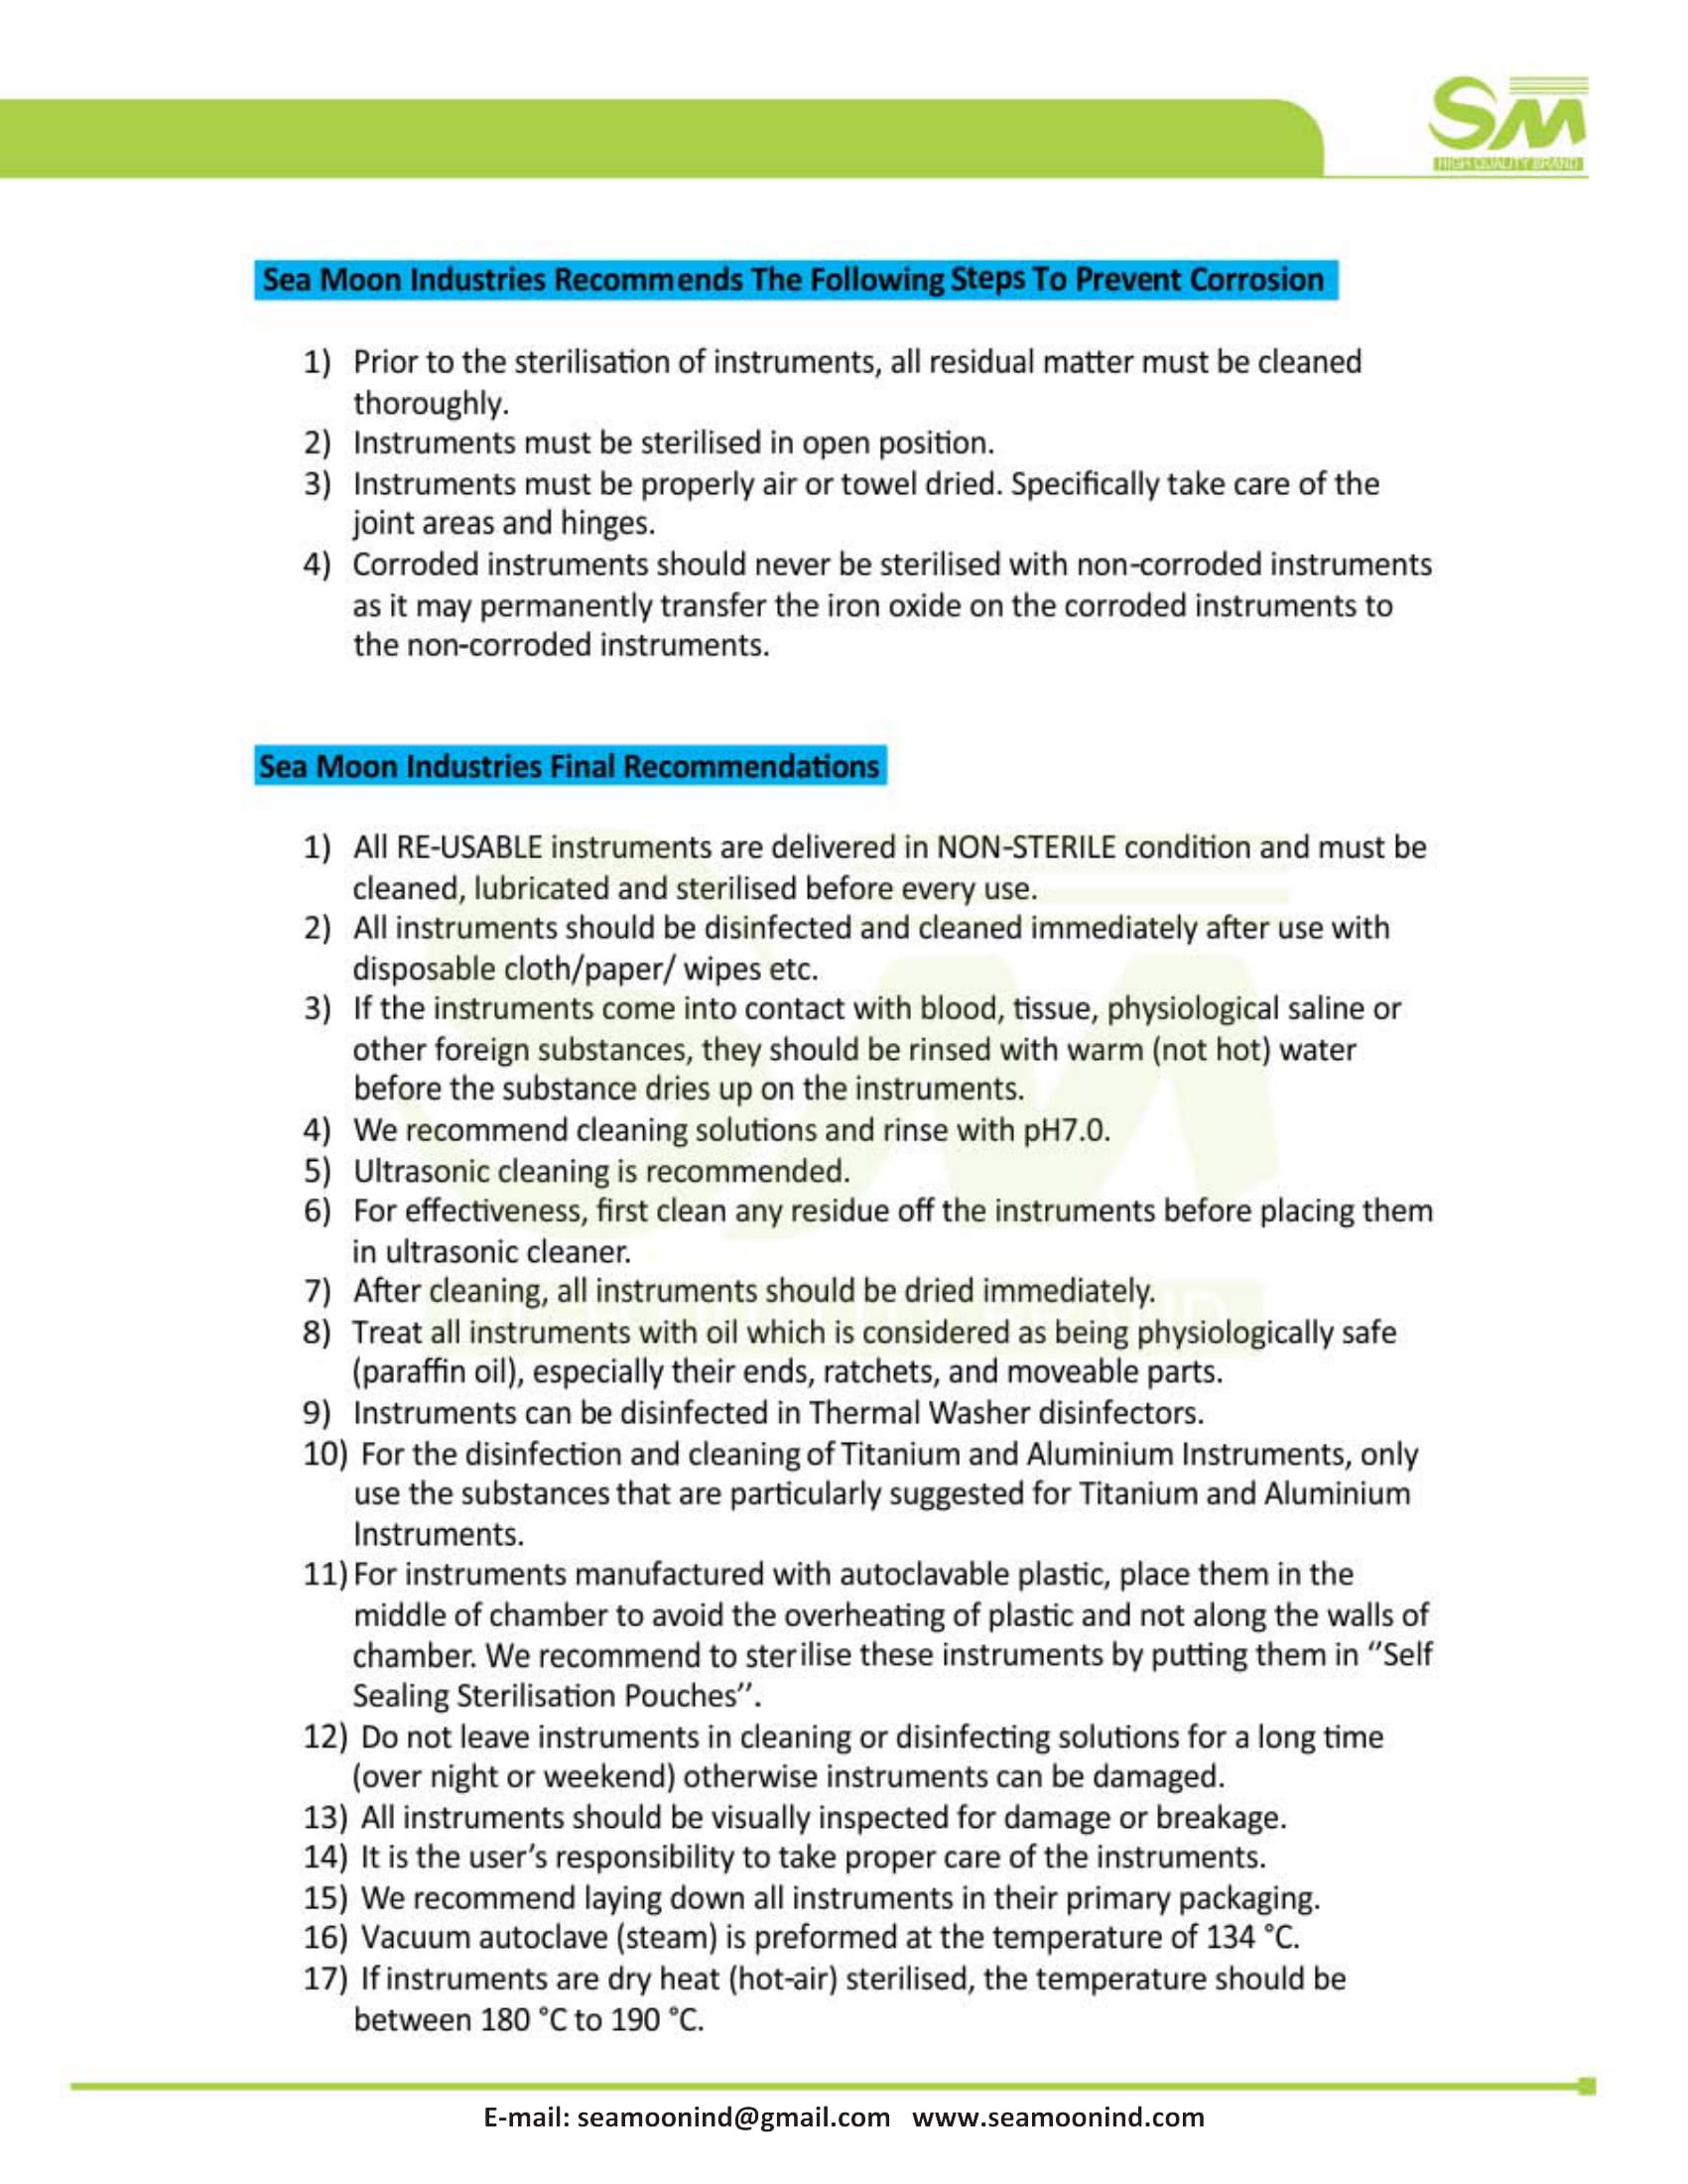 SM
HIGH QUALITY BRAND
Sea Moon Industries Recommends The Following Steps To Prevent Corrosion
1) Prior to the sterilisation of instruments, all residual matter must be cleaned
thoroughly.
2) Instruments must be sterilised in open position.
3) Instruments must be properly air or towel dried. Specifically take care of the
joint areas and hinges.
4) Corroded instruments should never be sterilised with non-corroded instruments
as it may permanently transfer the iron oxide on the corroded instruments to
the non-corroded instruments.
Sea Moon Industries Final Recommendations
1) All RE-USABLE instruments are delivered in NON-STERILE condition and must be
cleaned, lubricated and sterilised before every use.
2) All instruments should be disinfected and cleaned immediately after use with
disposable cloth/paper/ wipes etc.
3) If the instruments come into contact with blood, tissue, physiological saline or
other foreign substances, they should be rinsed with warm (not hot) water
before the substance dries up on the instruments.
4) We recommend cleaning solutions and rinse with pH7.0.
5) Ultrasonic cleaning is recommended.
6) For effectiveness, first clean any residue off the instruments before placing them
in ultrasonic cleaner.
7) After cleaning, all instruments should be dried immediately.
8) Treat all instruments with oil which is considered as being physiologically safe
(paraffin oil), especially their ends, ratchets, and moveable parts.
9) Instruments can be disinfected in Thermal Washer disinfectors.
10) For the disinfection and cleaning of Titanium and Aluminium Instruments, only
use the substances that are particularly suggested for Titanium and Aluminium
Instruments.
11) For instruments manufactured with autoclavable plastic, place them in the
middle of chamber to avoid the overheating of plastic and not along the walls of
chamber. We recommend to sterilise these instruments by putting them in ‘’Self
Sealing Sterilisation Pouches’’.
12) Do not leave instruments in cleaning or disinfecting solutions for a long time
(over night or weekend) otherwise instruments can be damaged.
13) All instruments should be visually inspected for damage or breakage.
14) It is the user’s responsibility to take proper care of the instruments.
15) We recommend laying down all instruments in their primary packaging.
16) Vacuum autoclave (steam) is preformed at the temperature of 134 °C.
17) If instruments are dry heat (hot-air) sterilised, the temperature should be
between 180 °C to 190 °C.
E-mail: seamoonind@gmail.com www.seamoonind.com